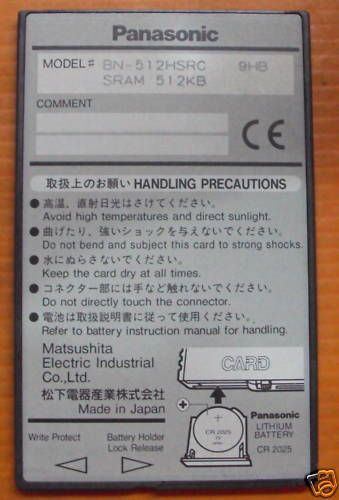 Panasonic
MODEL# BN-512HSRC 9HB
SRAM 512KB
COMMENT
CE
取扱上のお願い HANDLING PRECAUTIONS
● 高温、直射日光はさけてください。
Avoid high temperatures and direct sunlight.
● 曲げたり、強いショックを与えないでください。
Do not bend and subject this card to strong shocks.
● 水にぬらさないでください。
Keep the card dry at all times.
● コネクター部には手など触れないでください。
Do not directly touch the connector.
● 電池は取扱説明書に従って使用ください。
Refer to battery instruction manual for handling.
Matsushita
Electric Industrial
Co.,Ltd.
松下電器産業株式会社
Made in Japan
CARD
+
CR 2025
Panasonic
LITHIUM
BATTERY
CR 2025
Write Protect
Battery Holder
Lock Release